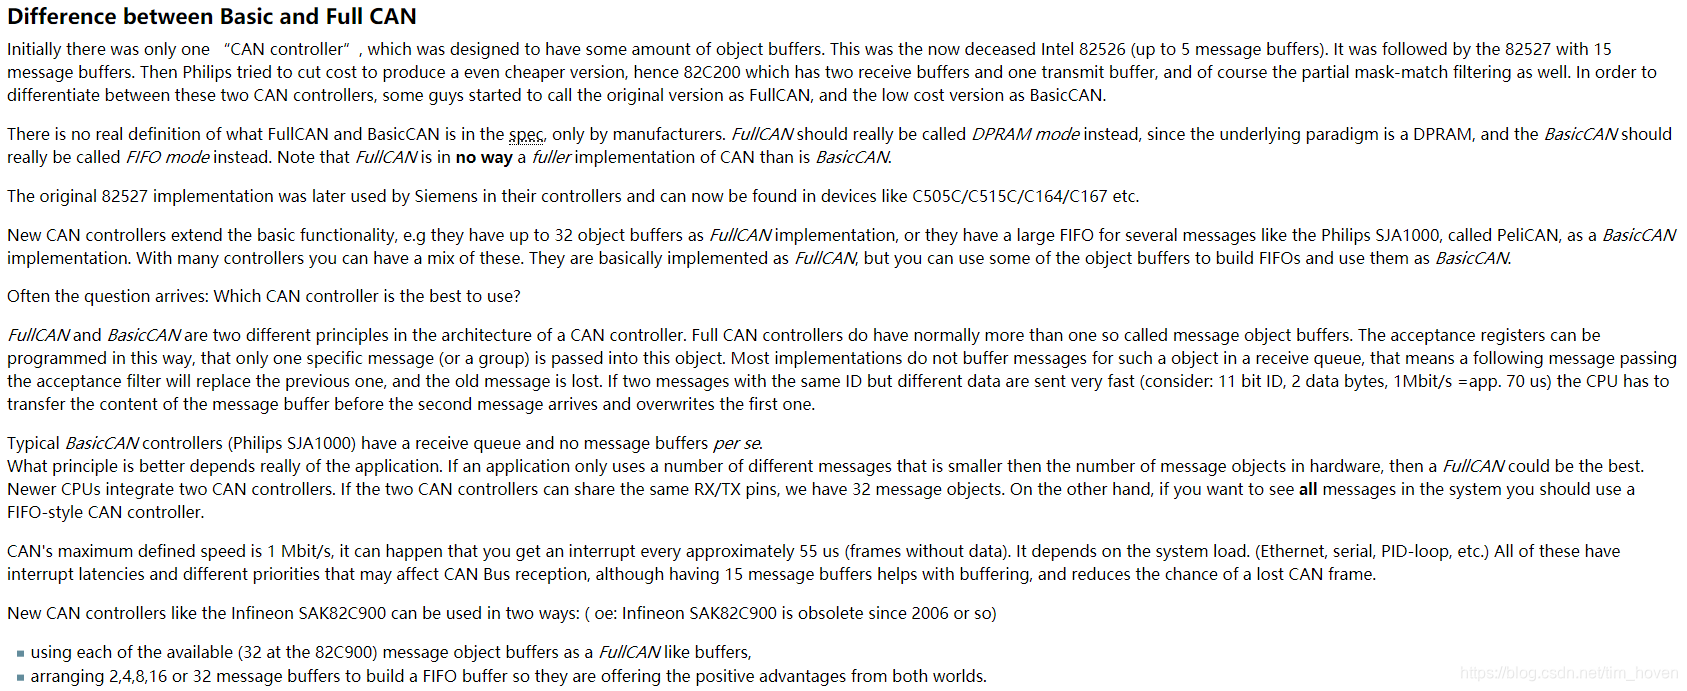 Difference between Basic and Full CAN
Initially there was only one “CAN controller”, which was designed to have some amount of object buffers. This was the now deceased Intel 82526 (up to 5 message buffers). It was followed by the 82527 with 15
message buffers. Then Philips tried to cut cost to produce a even cheaper version, hence 82C200 which has two receive buffers and one transmit buffer, and of course the partial mask-match filtering as well. In order to
differentiate between these two CAN controllers, some guys started to call the original version as FullCAN, and the low cost version as BasicCAN.
There is no real definition of what FullCAN and BasicCAN is in the spec, only by manufacturers. FullCAN should really be called DPRAM mode instead, since the underlying paradigm is a DPRAM, and the BasicCAN should
really be called FIFO mode instead. Note that FullCAN is in no way a fuller implementation of CAN than is BasicCAN.
The original 82527 implementation was later used by Siemens in their controllers and can now be found in devices like C505C/C515C/C164/C167 etc.
New CAN controllers extend the basic functionality, e.g they have up to 32 object buffers as FullCAN implementation, or they have a large FIFO for several messages like the Philips SJA1000, called PeliCAN, as a BasicCAN
implementation. With many controllers you can have a mix of these. They are basically implemented as FullCAN, but you can use some of the object buffers to build FIFOs and use them as BasicCAN.
Often the question arrives: Which CAN controller is the best to use?
FullCAN and BasicCAN are two different principles in the architecture of a CAN controller. Full CAN controllers do have normally more than one so called message object buffers. The acceptance registers can be
programmed in this way, that only one specific message (or a group) is passed into this object. Most implementations do not buffer messages for such a object in a receive queue, that means a following message passing
the acceptance filter will replace the previous one, and the old message is lost. If two messages with the same ID but different data are sent very fast (consider: 11 bit ID, 2 data bytes, 1Mbit/s =app. 70 us) the CPU has to
transfer the content of the message buffer before the second message arrives and overwrites the first one.
Typical BasicCAN controllers (Philips SJA1000) have a receive queue and no message buffers per se.
What principle is better depends really of the application. If an application only uses a number of different messages that is smaller then the number of message objects in hardware, then a FullCAN could be the best.
Newer CPUs integrate two CAN controllers. If the two CAN controllers can share the same RX/TX pins, we have 32 message objects. On the other hand, if you want to see all messages in the system you should use a
FIFO-style CAN controller.
CAN's maximum defined speed is 1 Mbit/s, it can happen that you get an interrupt every approximately 55 us (frames without data). It depends on the system load. (Ethernet, serial, PID-loop, etc.) All of these have
interrupt latencies and different priorities that may affect CAN Bus reception, although having 15 message buffers helps with buffering, and reduces the chance of a lost CAN frame.
New CAN controllers like the Infineon SAK82C900 can be used in two ways: ( oe: Infineon SAK82C900 is obsolete since 2006 or so)
using each of the available (32 at the 82C900) message object buffers as a FullCAN like buffers,
arranging 2,4,8,16 or 32 message buffers to build a FIFO buffer so they are offering the positive advantages from both worlds.
https://blog.csdn.net/tim_hoven